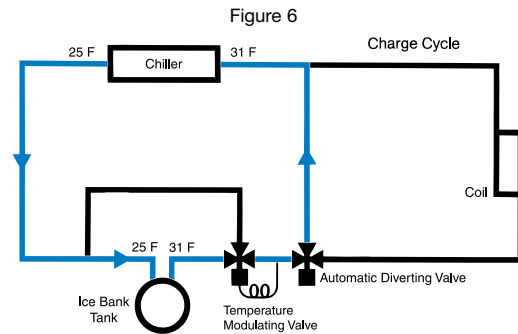 Figure 6
25 F
31 F
Charge Cycle
Chiller
Coil
25 F
31 F
Ice Bank
Tank
Temperature
Modulating Valve
Automatic Diverting Valve